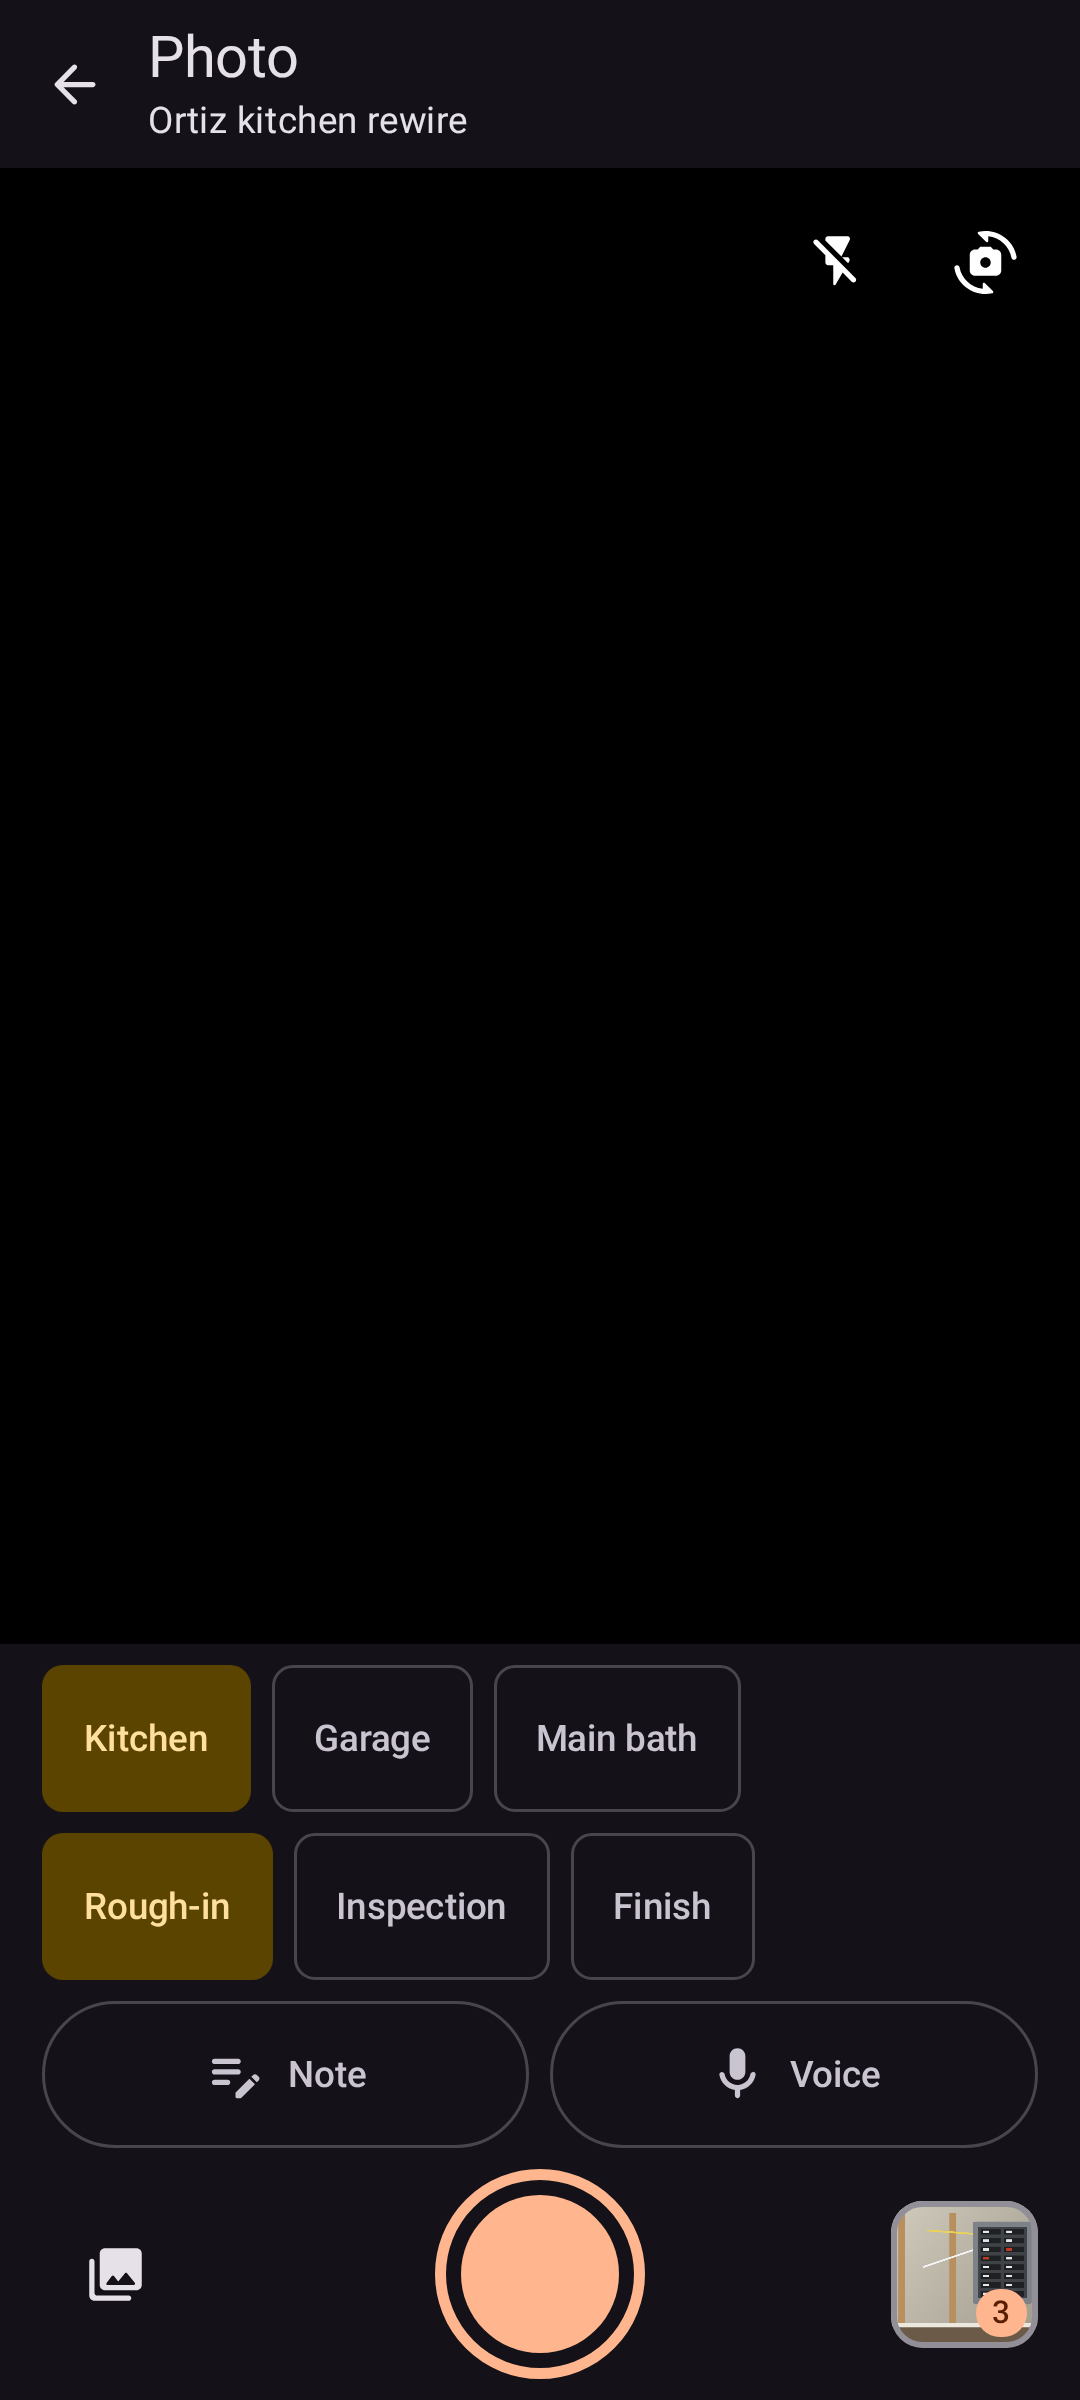 Photo
Ortiz kitchen rewire
Kitchen
Garage
Main bath
Rough-in
Inspection
Finish
Note
Voice
3